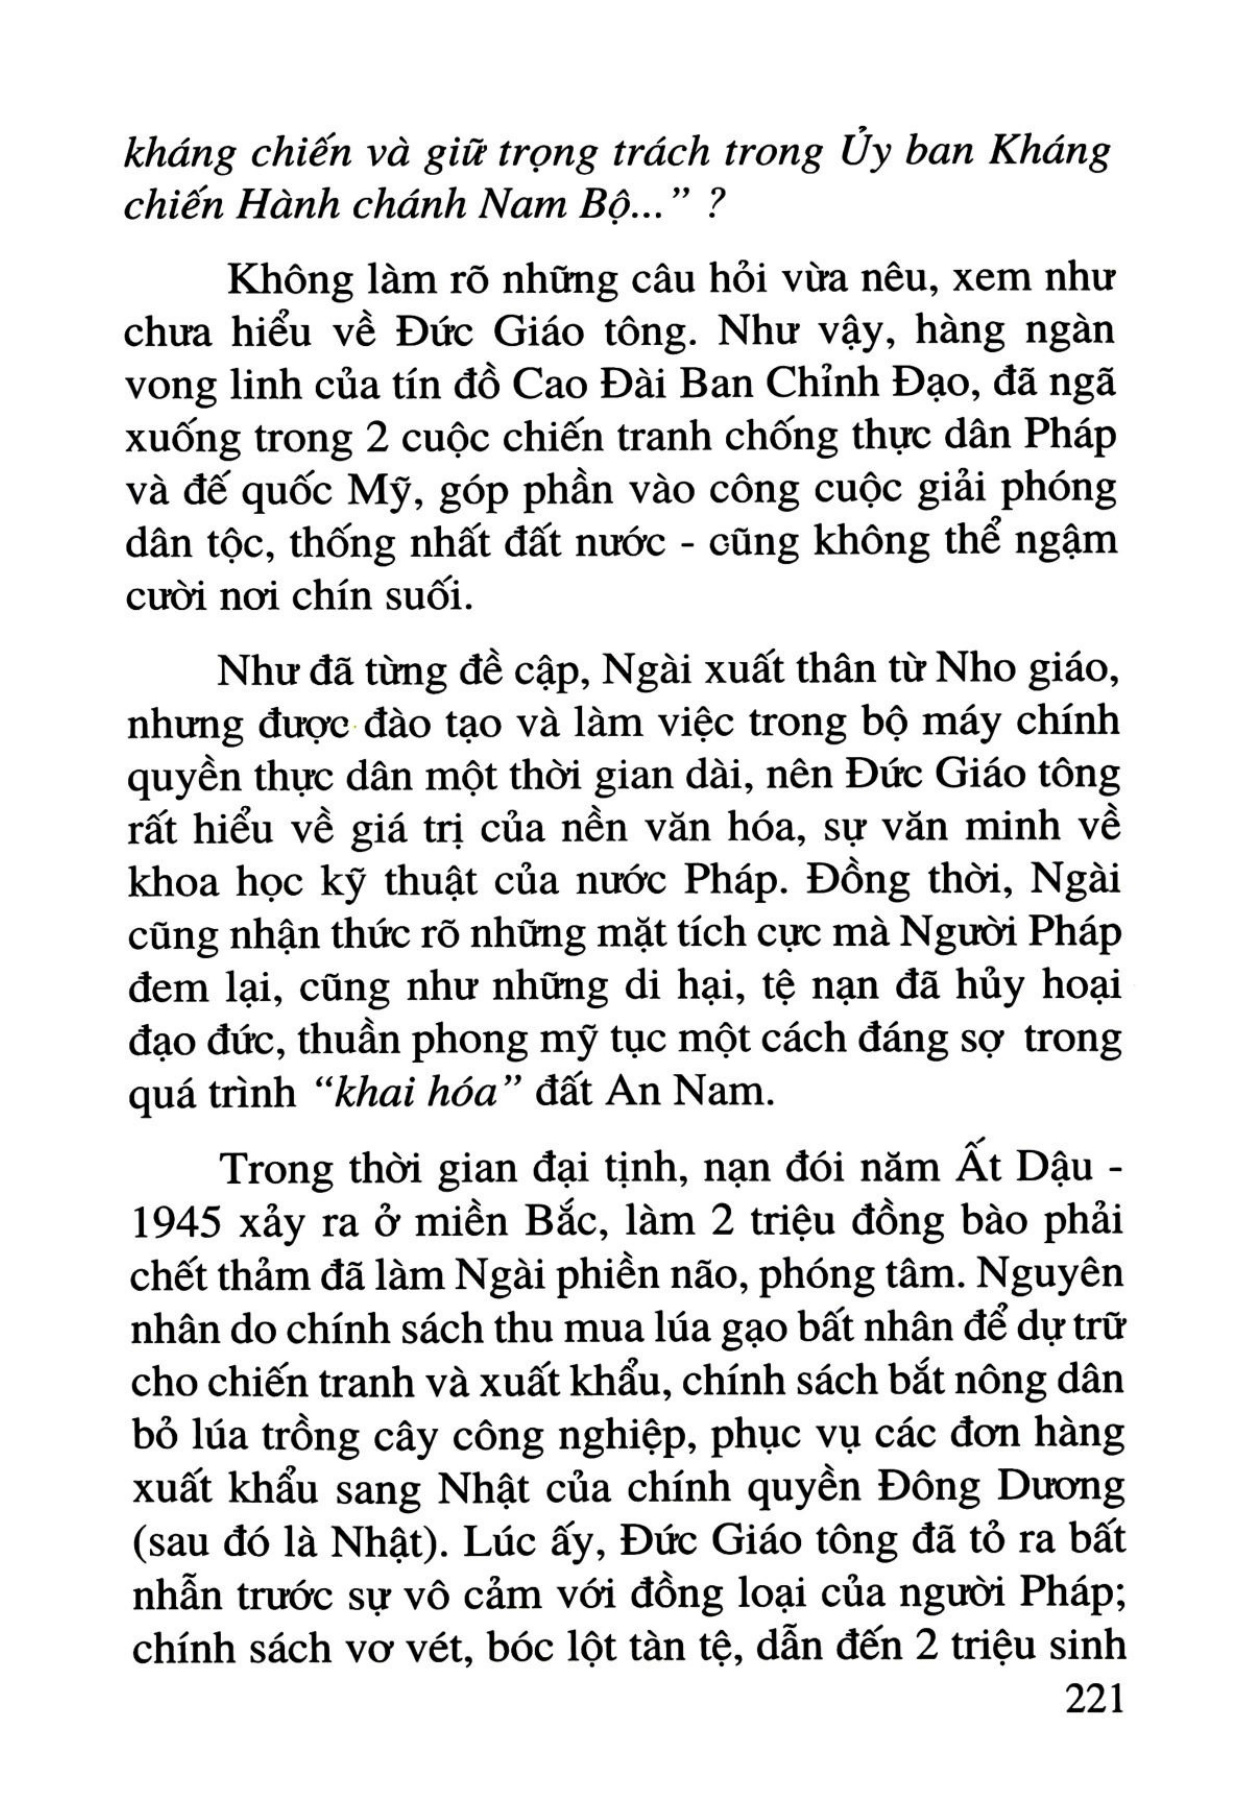 kháng chiến và giữ trọng trách trong Ủy ban Kháng
chiến Hành chánh Nam Bộ...” ?
Không làm rõ những câu hỏi vừa nêu, xem như
chưa hiểu về Đức Giáo tông. Như vậy, hàng ngàn
vong linh của tín đồ Cao Đài Ban Chỉnh Đạo, đã ngã
xuống trong 2 cuộc chiến tranh chống thực dân Pháp
và đế quốc Mỹ, góp phần vào công cuộc giải phóng
dân tộc, thống nhất đất nước - cũng không thể ngậm
cười nơi chín suối.
Như đã từng đề cập, Ngài xuất thân từ Nho giáo,
nhưng được đào tạo và làm việc trong bộ máy chính
quyền thực dân một thời gian dài, nên Đức Giáo tông
rất hiểu về giá trị của nền văn hóa, sự văn minh về
khoa học kỹ thuật của nước Pháp. Đồng thời, Ngài
cũng nhận thức rõ những mặt tích cực mà Người Pháp
đem lại, cũng như những di hại, tệ nạn đã hủy hoại
đạo đức, thuần phong mỹ tục một cách đáng sợ trong
quá trình “khai hóa” đất An Nam.
Trong thời gian đại tịnh, nạn đói năm Ất Dậu -
1945 xảy ra ở miền Bắc, làm 2 triệu đồng bào phải
chết thảm đã làm Ngài phiền não, phóng tâm. Nguyên
nhân do chính sách thu mua lúa gạo bất nhân để dự trữ
cho chiến tranh và xuất khẩu, chính sách bắt nông dân
bỏ lúa trồng cây công nghiệp, phục vụ các đơn hàng
xuất khẩu sang Nhật của chính quyền Đông Dương
(sau đó là Nhật). Lúc ấy, Đức Giáo tông đã tỏ ra bất
nhẫn trước sự vô cảm với đồng loại của người Pháp;
chính sách vơ vét, bóc lột tàn tệ, dẫn đến 2 triệu sinh
221